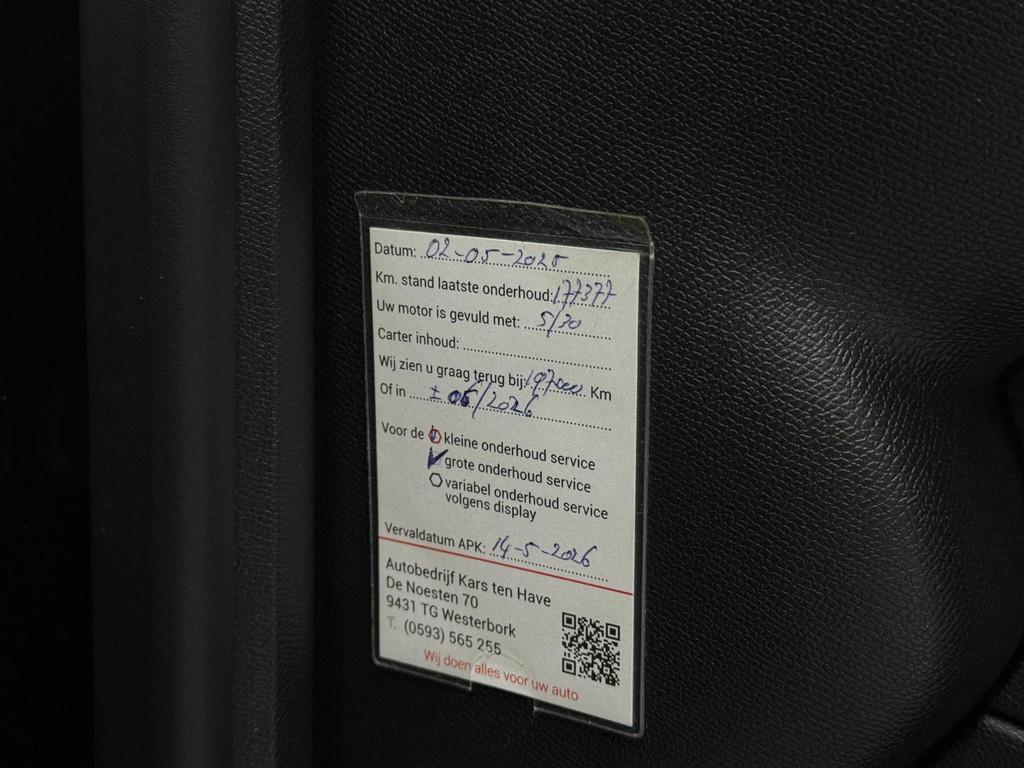 Datum: 02-05-2025
Km. stand laatste onderhoud: 177377
Uw motor is gevuld met: 5/30
Carter inhoud:
Wij zien u graag terug bij: 197000 Km
Of in ± 05/2026
Voor de kleine onderhoud service
grote onderhoud service
variabel onderhoud service
volgens display
Vervaldatum APK: 14-5-2026
Autobedrijf Kars ten Have
De Noesten 70
9431 TG Westerbork
T. (0593) 565 255
Wij doen alles voor uw auto